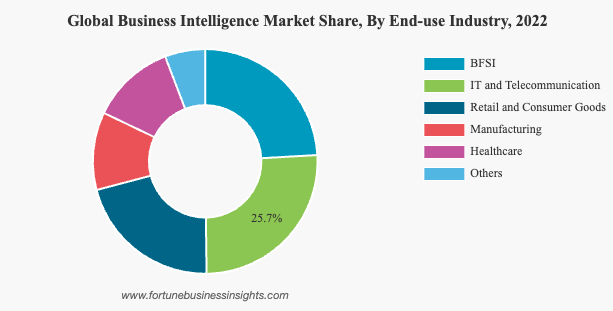 Global Business Intelligence Market Share, By End-use Industry, 2022
BFSI
IT and Telecommunication
Retail and Consumer Goods
Manufacturing
Healthcare
Others
25.7%
www.fortunebusinessinsights.com